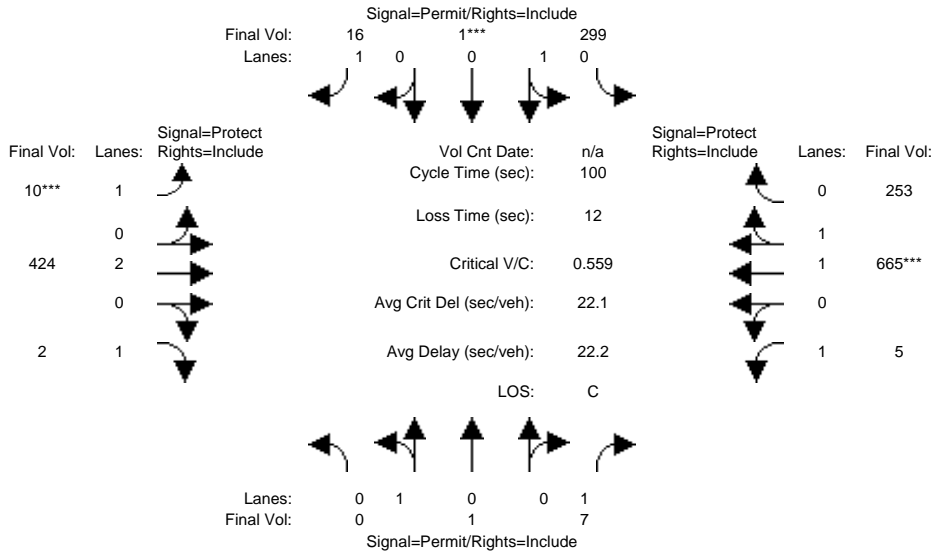 Signal=Permit/Rights=Include
Final Vol: 16 1*** 299
Lanes: 1 0 0 1 0
Signal=Protect Signal=Protect
Final Vol: Lanes: Rights=Include Vol Cnt Date: n/a Rights=Include Lanes: Final Vol:
Cycle Time (sec): 100
10*** 1 0 253
Loss Time (sec): 12
0 1
424 2 Critical V/C: 0.559 1 665***
0 Avg Crit Del (sec/veh): 22.1 0
2 1 Avg Delay (sec/veh): 22.2 1 5
LOS: C
Lanes: 0 1 0 0 1
Final Vol: 0 1 7
Signal=Permit/Rights=Include